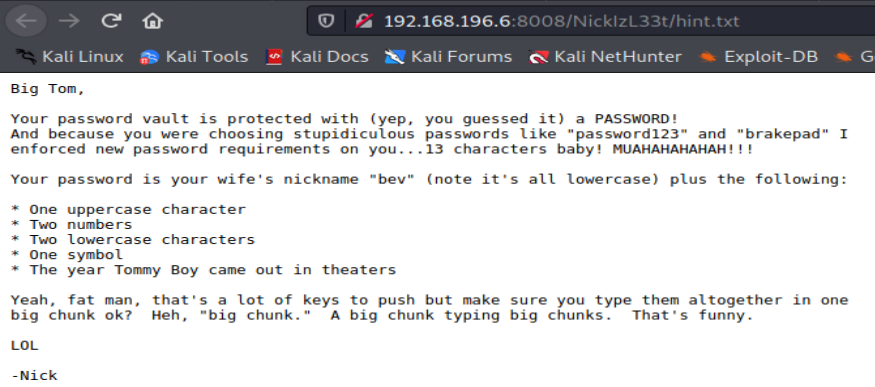 192.168.196.6:8008/NickIzL33t/hint.txt
Kali Linux Kali Tools Kali Docs Kali Forums Kali NetHunter Exploit-DB G
Big Tom,
Your password vault is protected with (yep, you guessed it) a PASSWORD!
And because you were choosing stupidiculous passwords like "password123" and "brakepad" I
enforced new password requirements on you...13 characters baby! MUAHAHAHAHAH!!!
Your password is your wife's nickname "bev" (note it's all lowercase) plus the following:
* One uppercase character
* Two numbers
* Two lowercase characters
* One symbol
* The year Tommy Boy came out in theaters
Yeah, fat man, that's a lot of keys to push but make sure you type them altogether in one
big chunk ok? Heh, "big chunk." A big chunk typing big chunks. That's funny.
LOL
-Nick